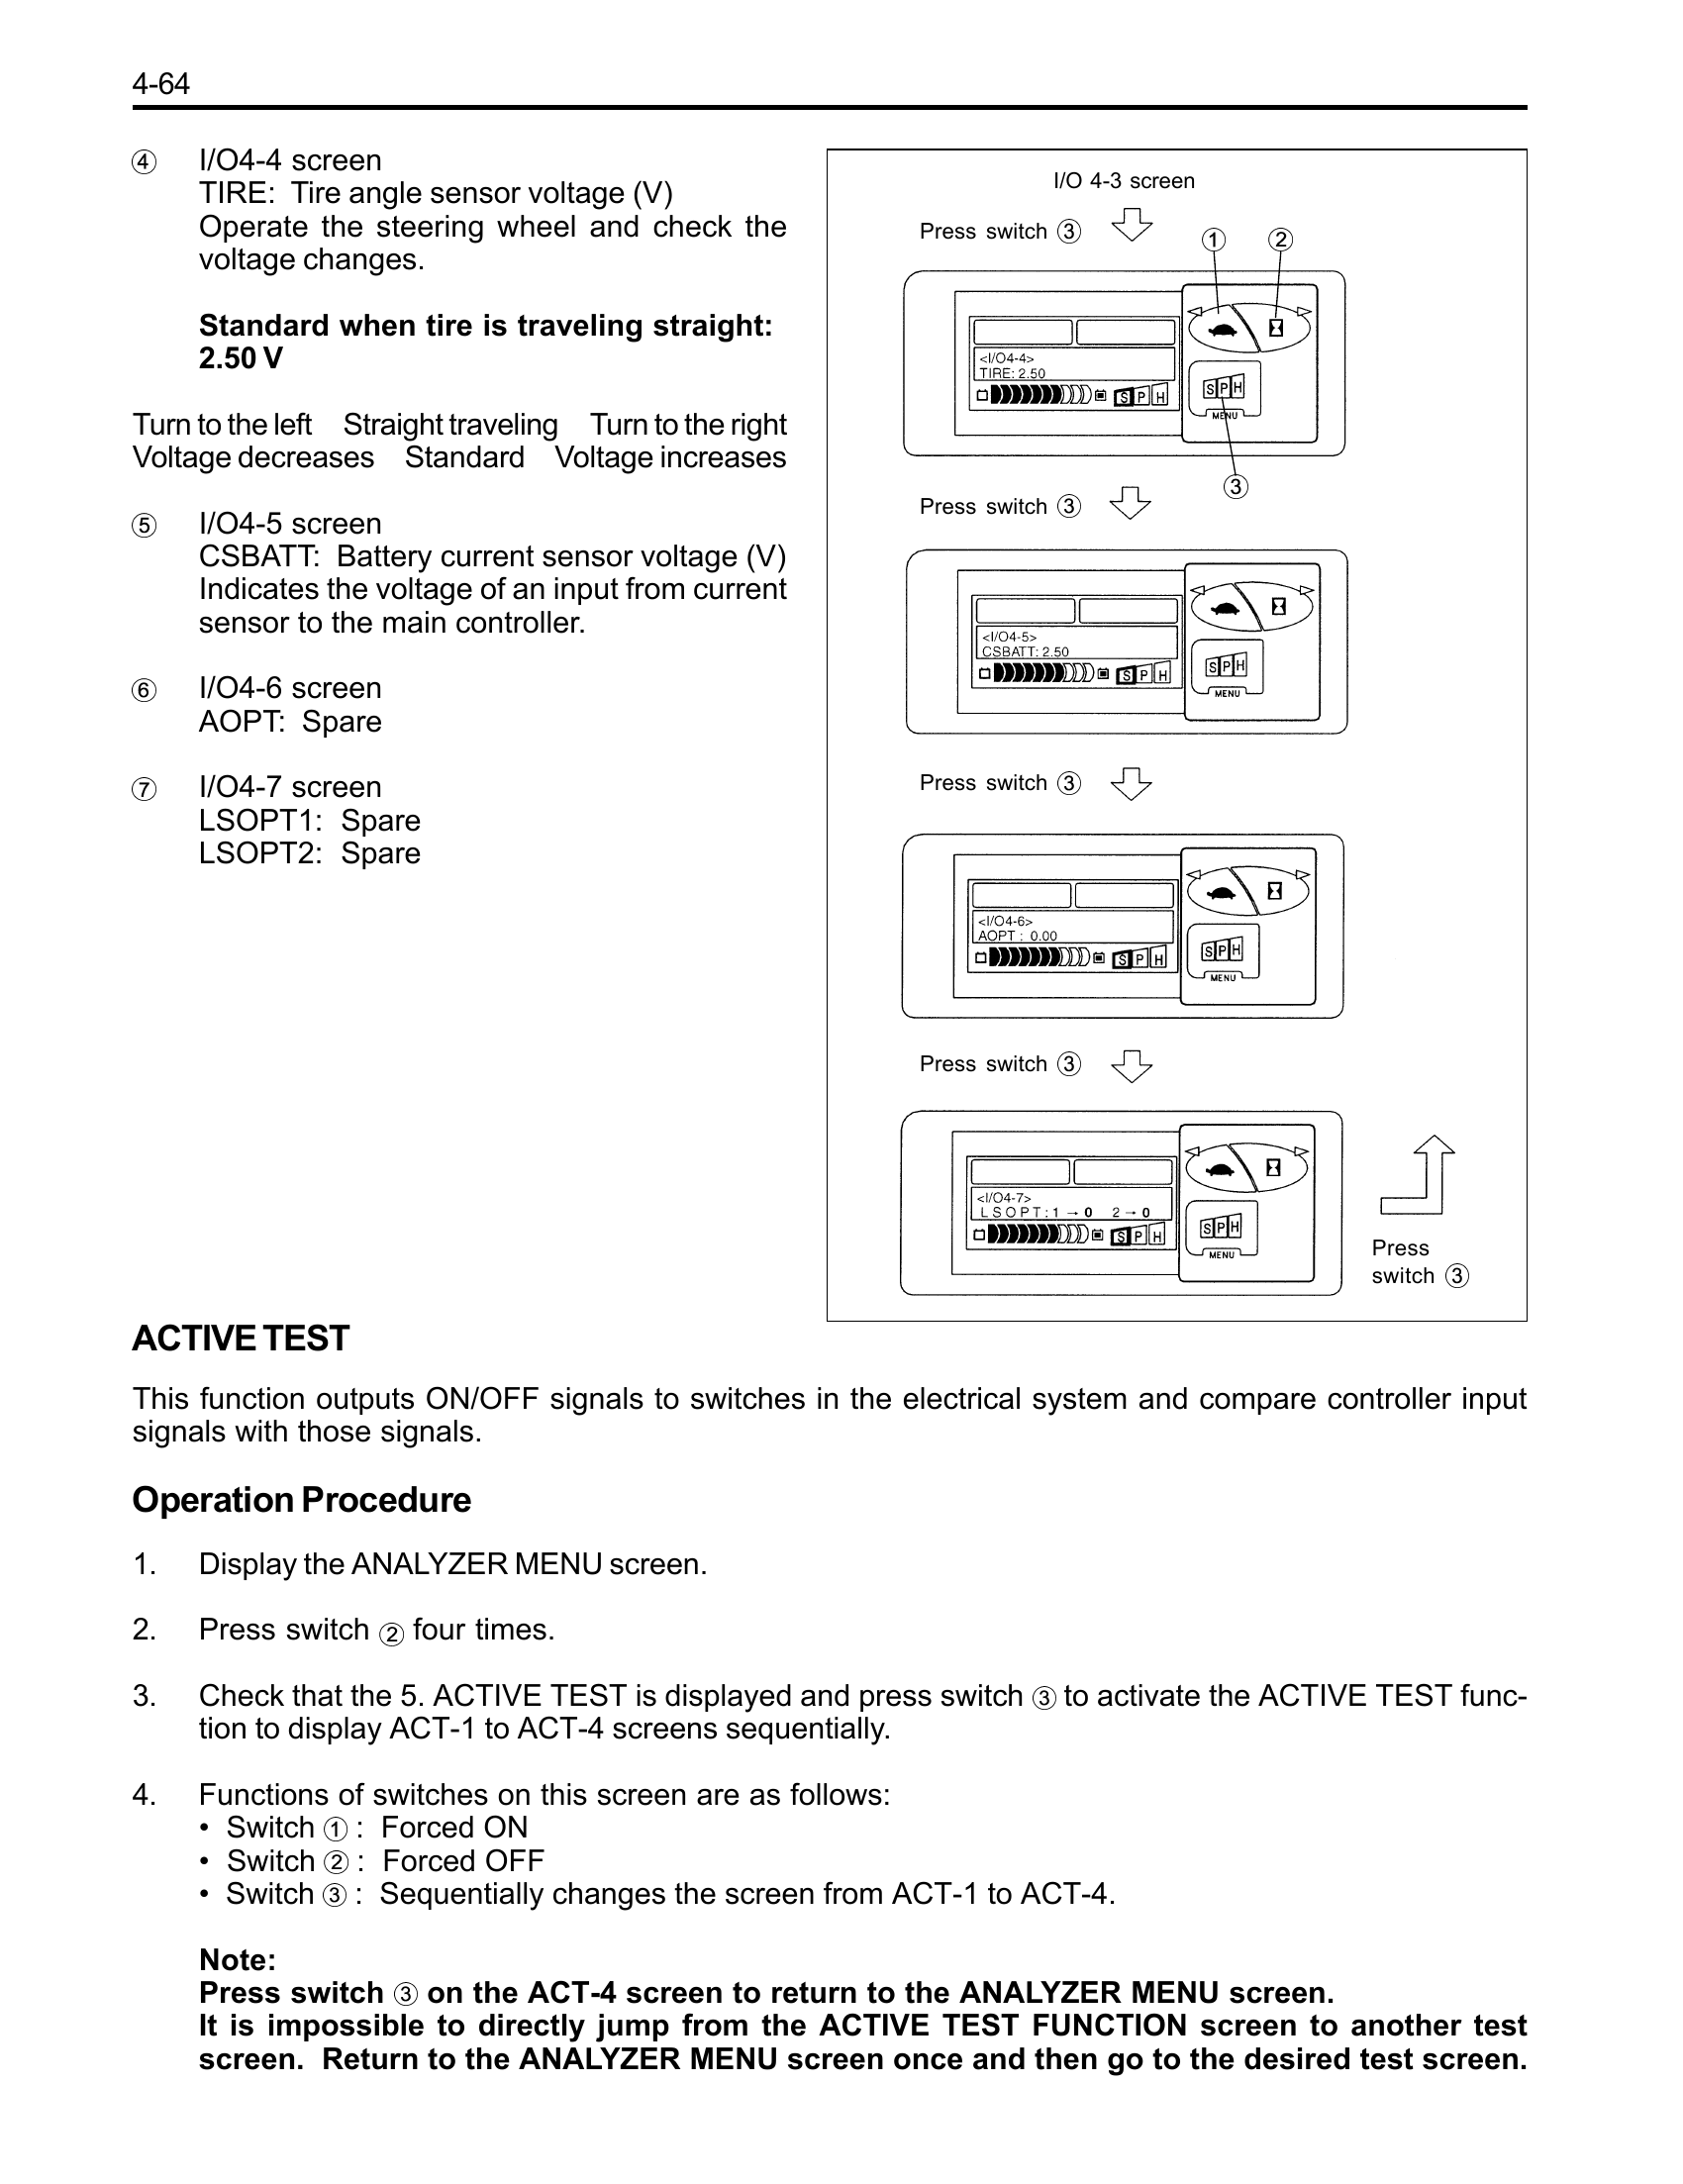 4-64
④ I/O4-4 screen
TIRE: Tire angle sensor voltage (V)
Operate the steering wheel and check the
voltage changes.
Standard when tire is traveling straight:
2.50 V
Turn to the left Straight traveling Turn to the right
Voltage decreases Standard Voltage increases
⑤ I/O4-5 screen
CSBATT: Battery current sensor voltage (V)
Indicates the voltage of an input from current
sensor to the main controller.
⑥ I/O4-6 screen
AOPT: Spare
⑦ I/O4-7 screen
LSOPT1: Spare
LSOPT2: Spare
I/O 4-3 screen
Press switch ③
① ②
<I/O4-4>
TIRE: 2.50
S P H
S P H
MENU
③
Press switch ③
<I/O4-5>
CSBATT: 2.50
S P H
S P H
MENU
Press switch ③
<I/O4-6>
AOPT : 0.00
S P H
S P H
MENU
Press switch ③
<I/O4-7>
LSOPT:1 → 0 2 → 0
S P H
S P H
MENU
Press
switch ③
ACTIVE TEST
This function outputs ON/OFF signals to switches in the electrical system and compare controller input
signals with those signals.
Operation Procedure
1. Display the ANALYZER MENU screen.
2. Press switch ② four times.
3. Check that the 5. ACTIVE TEST is displayed and press switch ③ to activate the ACTIVE TEST func-
tion to display ACT-1 to ACT-4 screens sequentially.
4. Functions of switches on this screen are as follows:
• Switch ① : Forced ON
• Switch ② : Forced OFF
• Switch ③ : Sequentially changes the screen from ACT-1 to ACT-4.
Note:
Press switch ③ on the ACT-4 screen to return to the ANALYZER MENU screen.
It is impossible to directly jump from the ACTIVE TEST FUNCTION screen to another test
screen. Return to the ANALYZER MENU screen once and then go to the desired test screen.